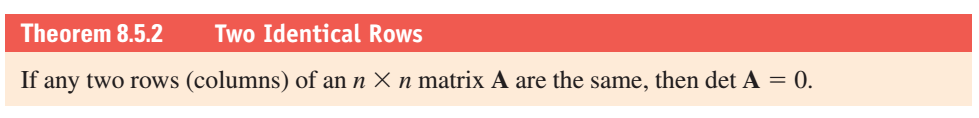 Theorem 8.5.2 Two Identical Rows
If any two rows (columns) of an n × n matrix A are the same, then det A = 0.